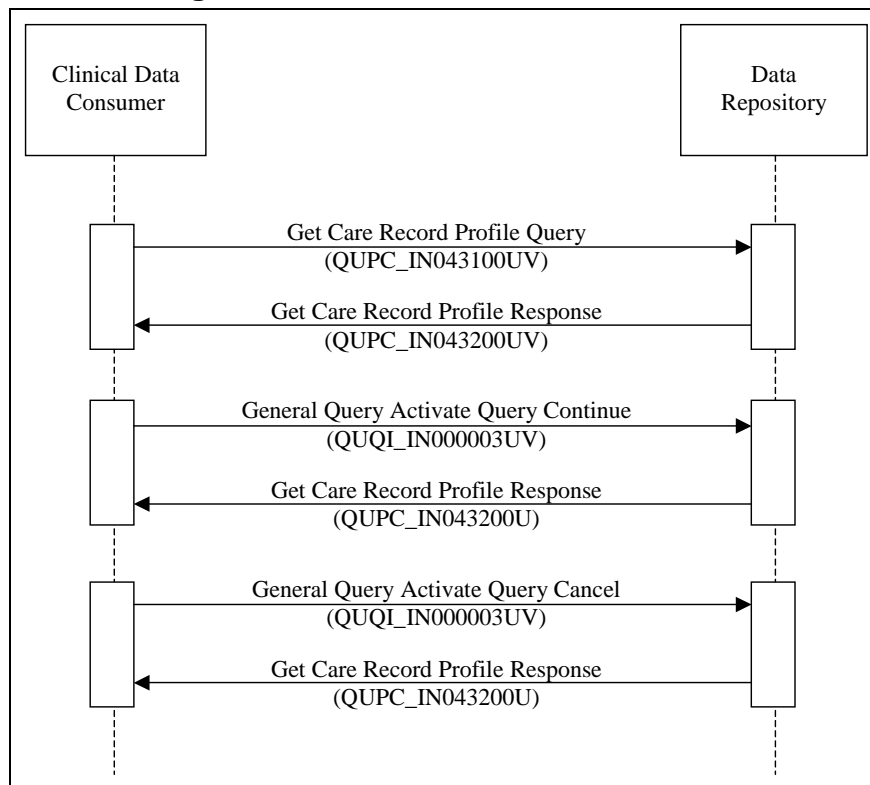 Clinical Data
Consumer
Data
Repository
Get Care Record Profile Query
(QUPC_IN043100UV)
Get Care Record Profile Response
(QUPC_IN043200UV)
General Query Activate Query Continue
(QUQI_IN000003UV)
Get Care Record Profile Response
(QUPC_IN043200U)
General Query Activate Query Cancel
(QUQI_IN000003UV)
Get Care Record Profile Response
(QUPC_IN043200U)